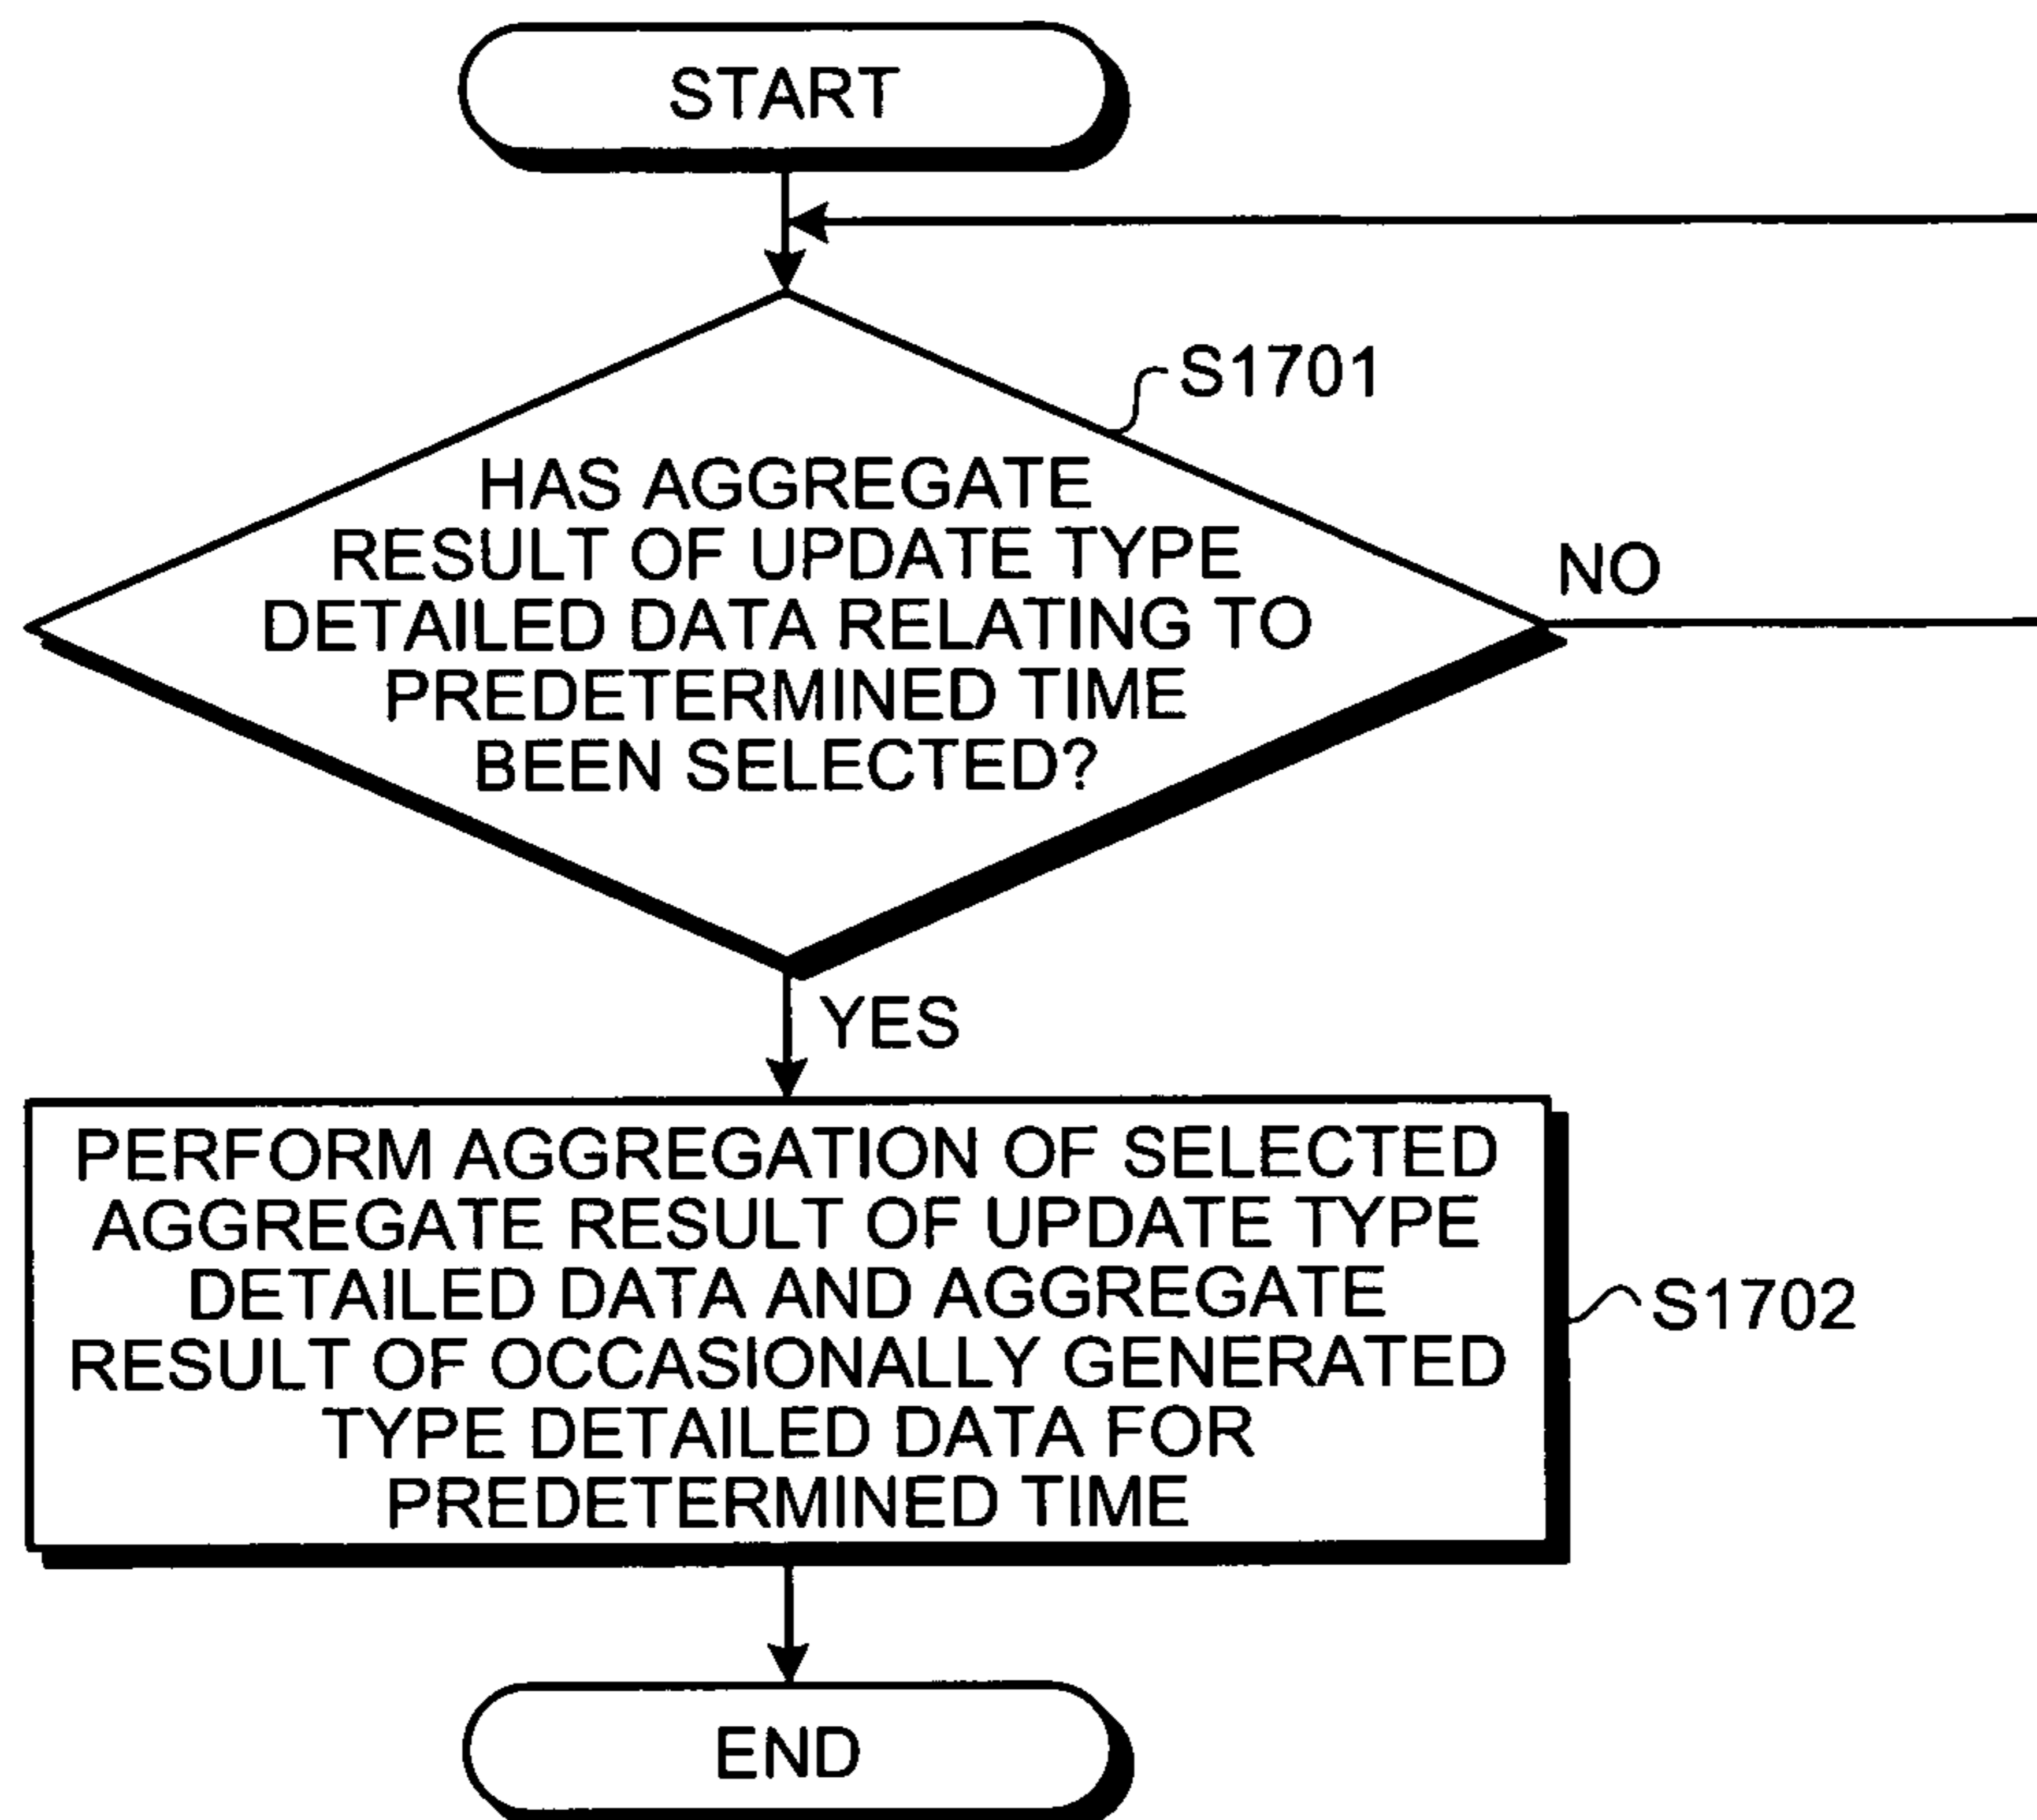 START
S1701
HAS AGGREGATE
RESULT OF UPDATE TYPE
DETAILED DATA RELATING TO
PREDETERMINED TIME
BEEN SELECTED?
NO
YES
PERFORM AGGREGATION OF SELECTED
AGGREGATE RESULT OF UPDATE TYPE
DETAILED DATA AND AGGREGATE
RESULT OF OCCASIONALLY GENERATED
TYPE DETAILED DATA FOR
PREDETERMINED TIME
S1702
END